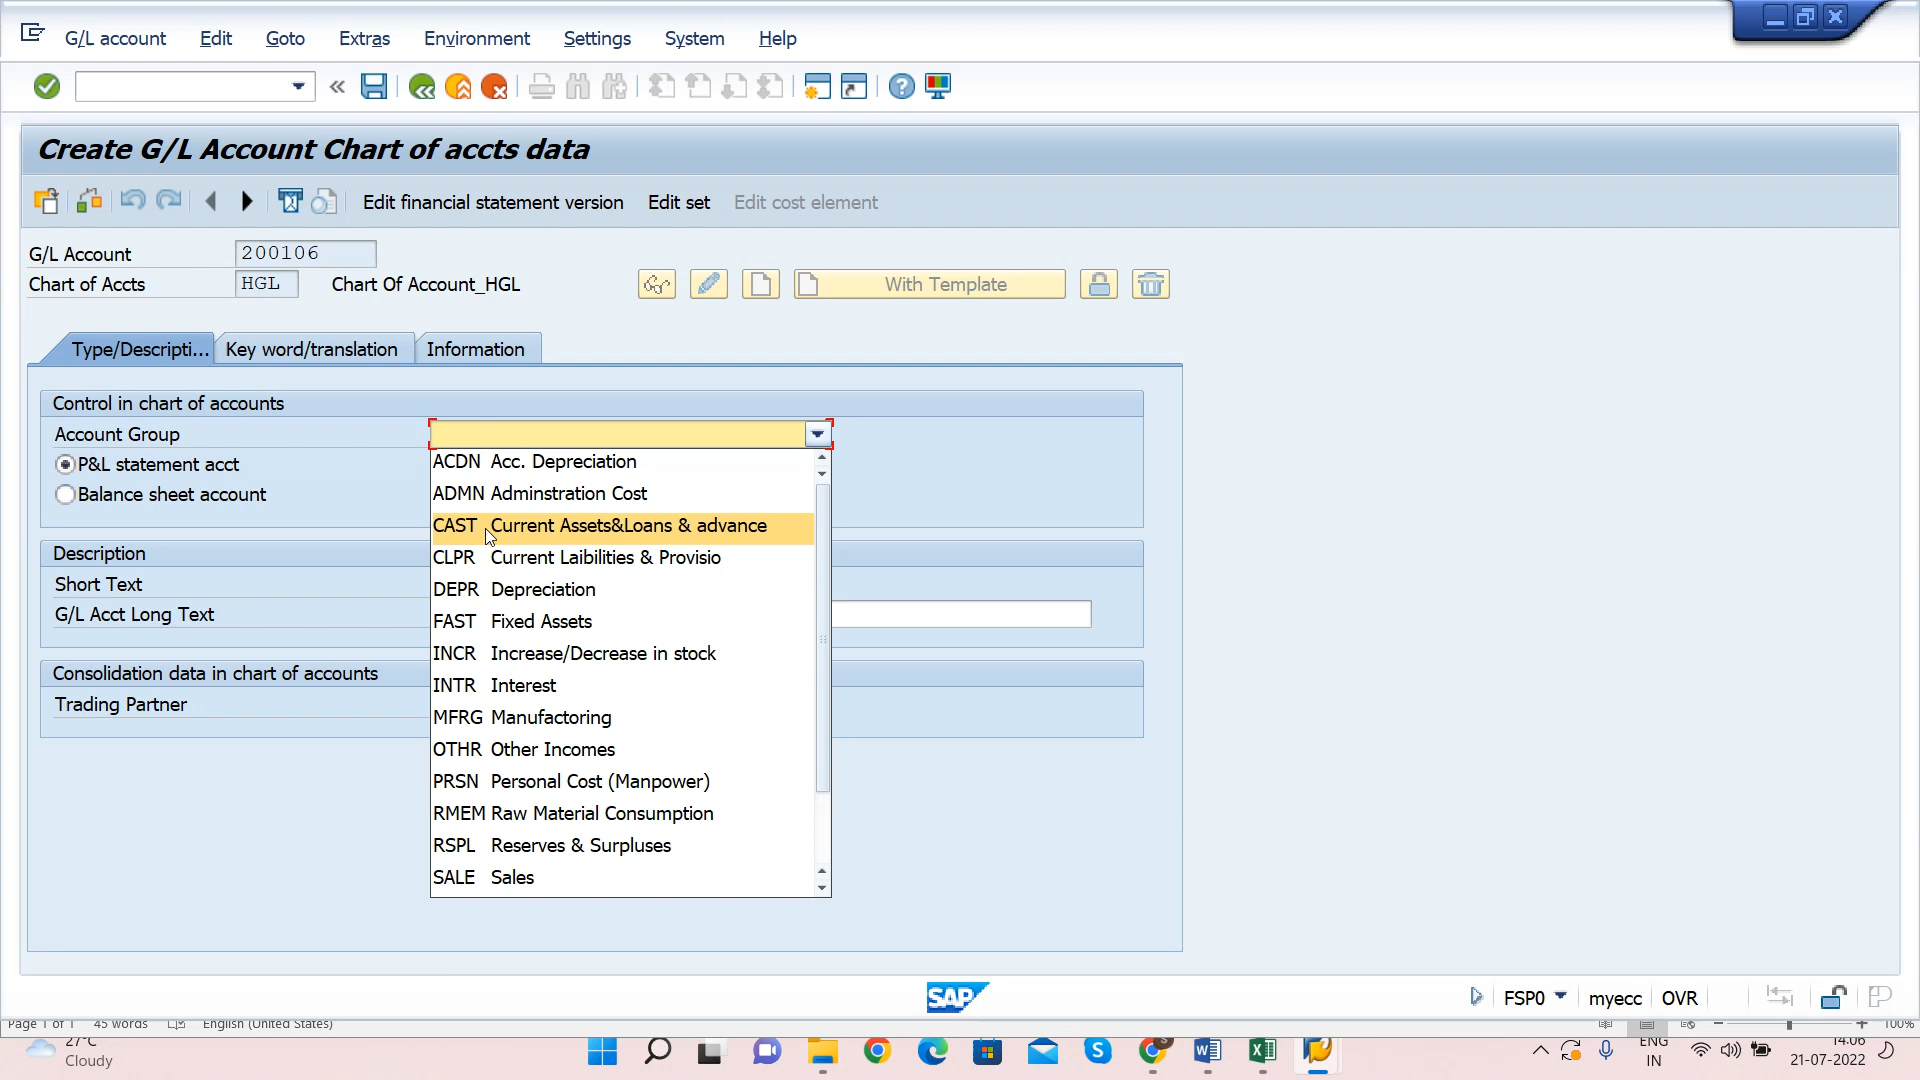 G/L account Edit Goto Extras Environment Settings System Help
Create G/L Account Chart of accts data
Edit financial statement version Edit set Edit cost element
G/L Account 200106
Chart of Accts HGL Chart Of Account_HGL With Template
Type/Descripti... Key word/translation Information
Control in chart of accounts
Account Group
P&L statement acct
Balance sheet account
Description
Short Text
G/L Acct Long Text
Consolidation data in chart of accounts
Trading Partner
ACDN Acc. Depreciation
ADMN Adminstration Cost
CAST Current Assets&Loans & advance
CLPR Current Laibilities & Provisio
DEPR Depreciation
FAST Fixed Assets
INCR Increase/Decrease in stock
INTR Interest
MFRG Manufactoring
OTHR Other Incomes
PRSN Personal Cost (Manpower)
RMEM Raw Material Consumption
RSPL Reserves & Surpluses
SALE Sales
SAP
FSP0 myecc OVR
Page 1 of 1 45 words English (United States) 100%
27°C
Cloudy
ENG
IN
14:06
21-07-2022